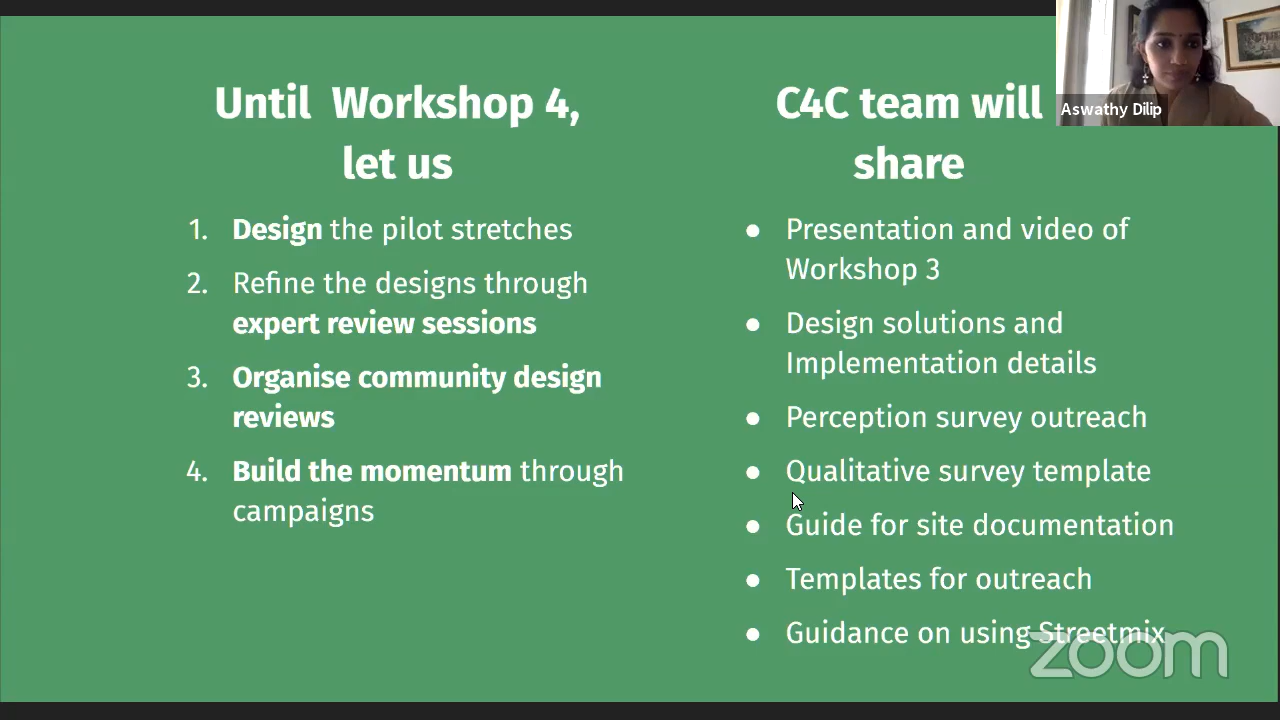 Until Workshop 4,
let us
1. Design the pilot stretches
2. Refine the designs through
expert review sessions
3. Organise community design
reviews
4. Build the momentum through
campaigns
C4C team will
share
● Presentation and video of
Workshop 3
● Design solutions and
Implementation details
● Perception survey outreach
● Qualitative survey template
● Guide for site documentation
● Templates for outreach
● Guidance on using Streetmix
Aswathy Dilip
zoom